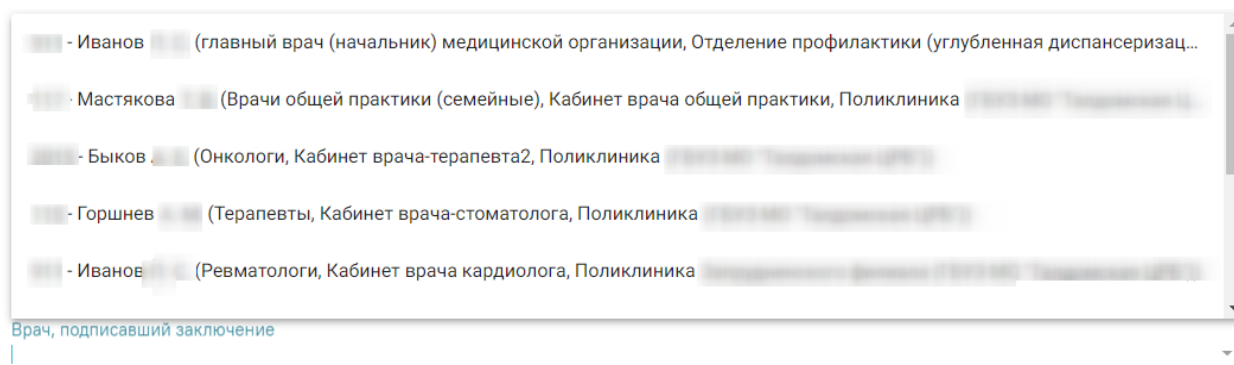 - Иванов (главный врач (начальник) медицинской организации, Отделение профилактики (углубленная диспансеризац...
- Мастякова (Врачи общей практики (семейные), Кабинет врача общей практики, Поликлиника
- Быков (Онкологи, Кабинет врача-терапевта2, Поликлиника
- Горшнев (Терапевты, Кабинет врача-стоматолога, Поликлиника
- Иванов (Ревматологи, Кабинет врача кардиолога, Поликлиника
Врач, подписавший заключение